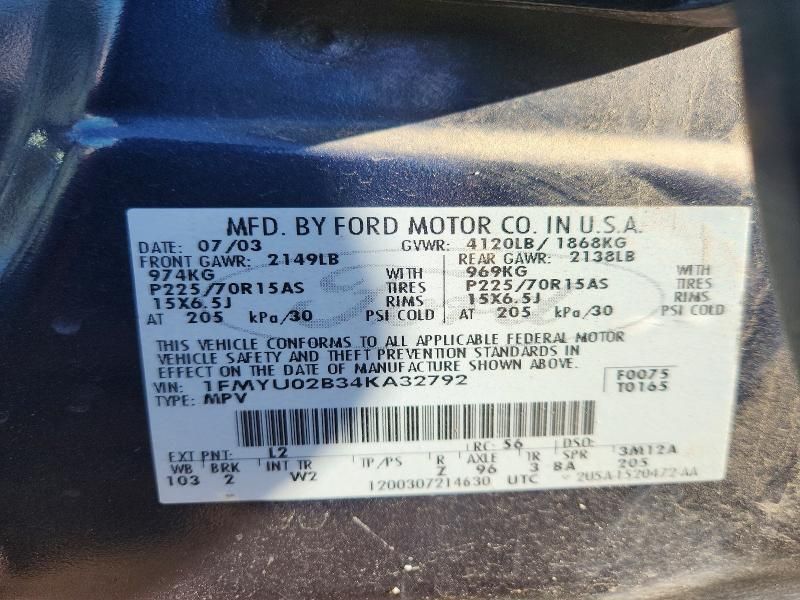 MFD. BY FORD MOTOR CO. IN U.S.A.
DATE: 07/03 GVWR: 4120LB/ 1868KG
FRONT GAWR: 2149LB REAR GAWR: 2138LB
974KG WITH 969KG WITH
P225/70R15AS TIRES P225/70R15AS TIRES
15X6.5J RIMS 15X6.5J RIMS
AT 205 kPa/30 PSI COLD AT 205 kPa/30 PSI COLD
THIS VEHICLE CONFORMS TO ALL APPLICABLE FEDERAL MOTOR
VEHICLE SAFETY AND THEFT PREVENTION STANDARDS IN
EFFECT ON THE DATE OF MANUFACTURE SHOWN ABOVE.
VIN: 1FMYU02B34KA32792 F0075
TYPE: MPV T0165
EXT PNT: L2 RC: 56 DSO: 3M12A
WB BRK INT TR TP/PS R AXLE TR SPR 205
103 2 W2 Z 96 3 8A
1200307214630 UTC 2U5A-1520472-AA
Ford